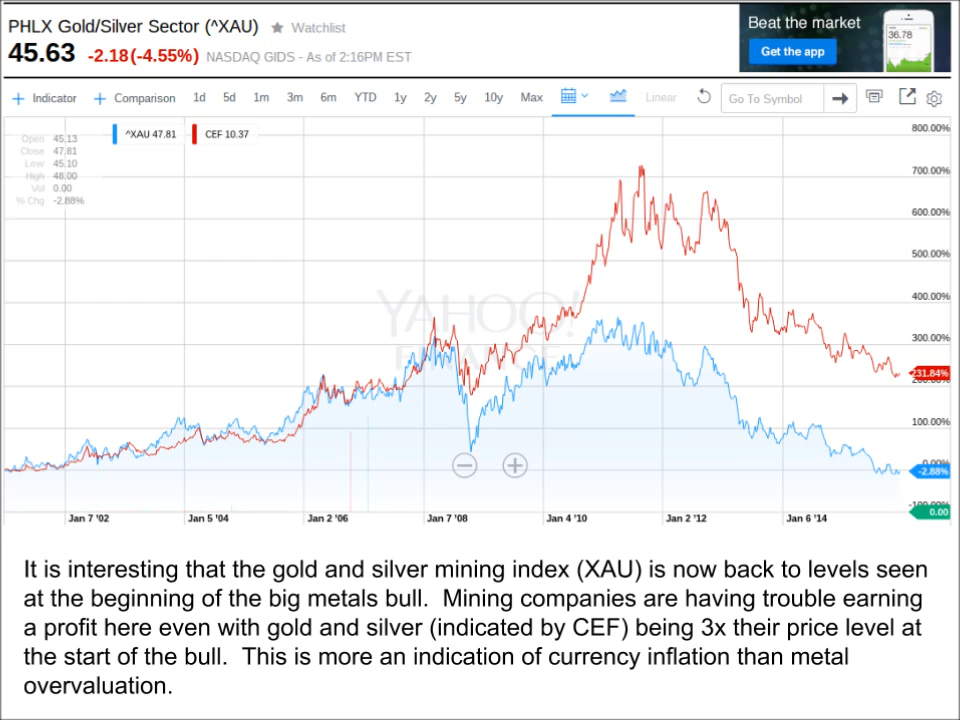 PHLX Gold/Silver Sector (^XAU) ★ Watchlist
45.63 -2.18(-4.55%) NASDAQ GIDS - As of 2:16PM EST
Beat the market
Get the app
36.78
+ Indicator + Comparison 1d 5d 1m 3m 6m YTD 1y 2y 5y 10y Max Linear Go To Symbol
^XAU 47.81 CEF 10.37
Open 45.13
Close 47.81
Low 45.10
High 48.00
Vol 0.00
% Chg -2.88%
800.00%
700.00%
600.00%
500.00%
400.00%
300.00%
31.84%
200.00%
100.00%
0.00%
-2.88%
-100.00%
0.00
YAHOO!
FINANCE
Jan 7 '02 Jan 5 '04 Jan 2 '06 Jan 7 '08 Jan 4 '10 Jan 2 '12 Jan 6 '14
It is interesting that the gold and silver mining index (XAU) is now back to levels seen
at the beginning of the big metals bull.  Mining companies are having trouble earning
a profit here even with gold and silver (indicated by CEF) being 3x their price level at
the start of the bull.  This is more an indication of currency inflation than metal
overvaluation.